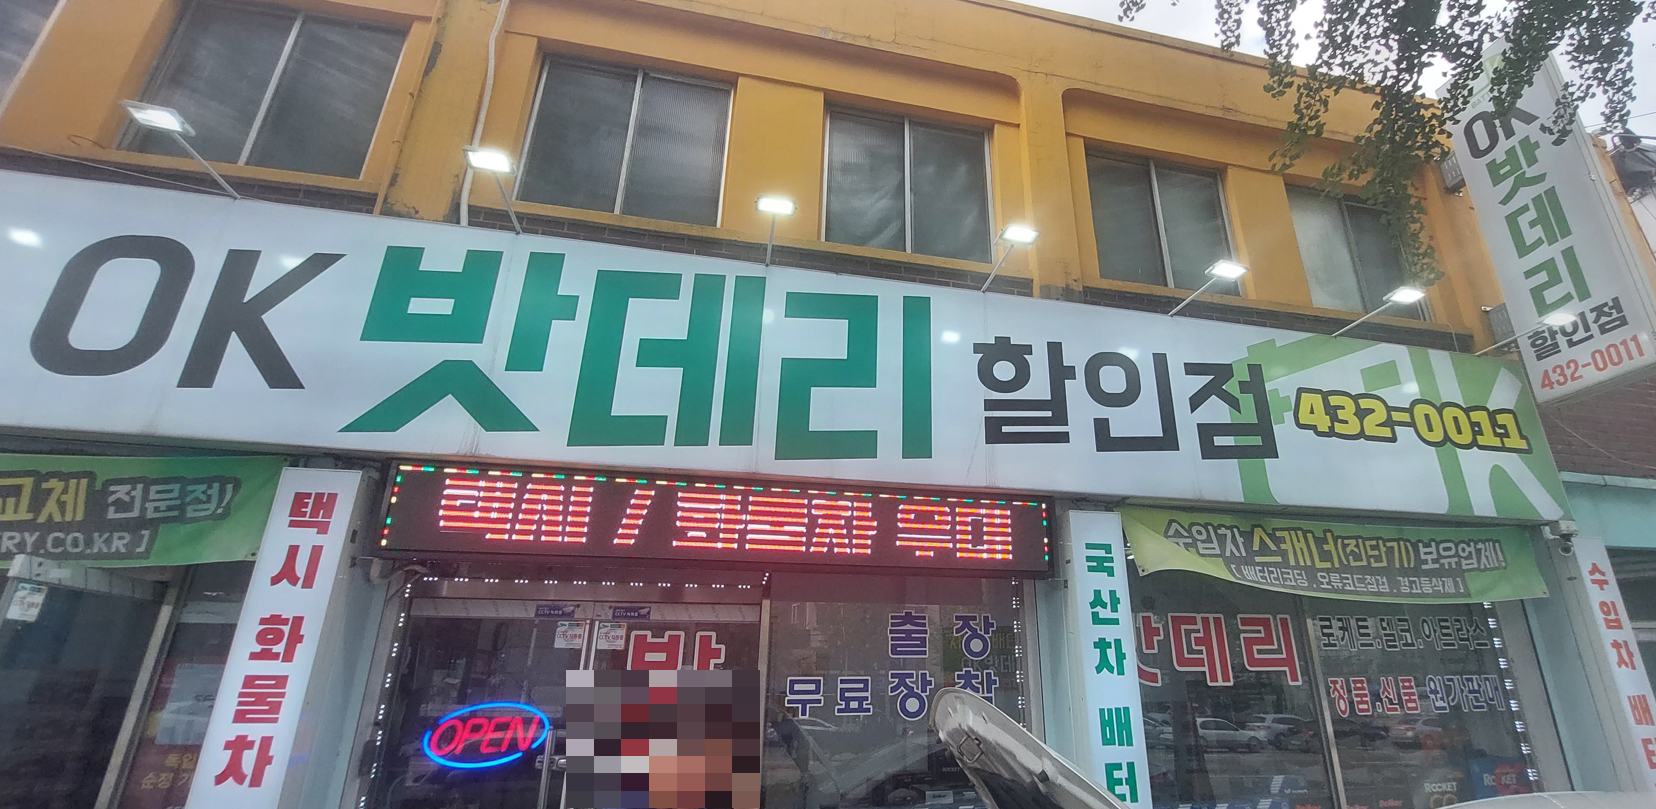 OK 밧데리 할인점 432-0011
OK
밧데리
할인점
432-0011
교체 전문점!
RY.CO.KR ]
택시 화물차
택시 / 화물차 우대
국산차 배터
수입차 스캐너(진단기) 보유업체!
[ 배터리코딩 . 오류코드점검 . 경고등삭제 ]
수입차 배터
출장
무료장착
밧
데리
로케트.델코.아트라스
정품.신품 원가판매
OPEN
ROCKET
ROCKET